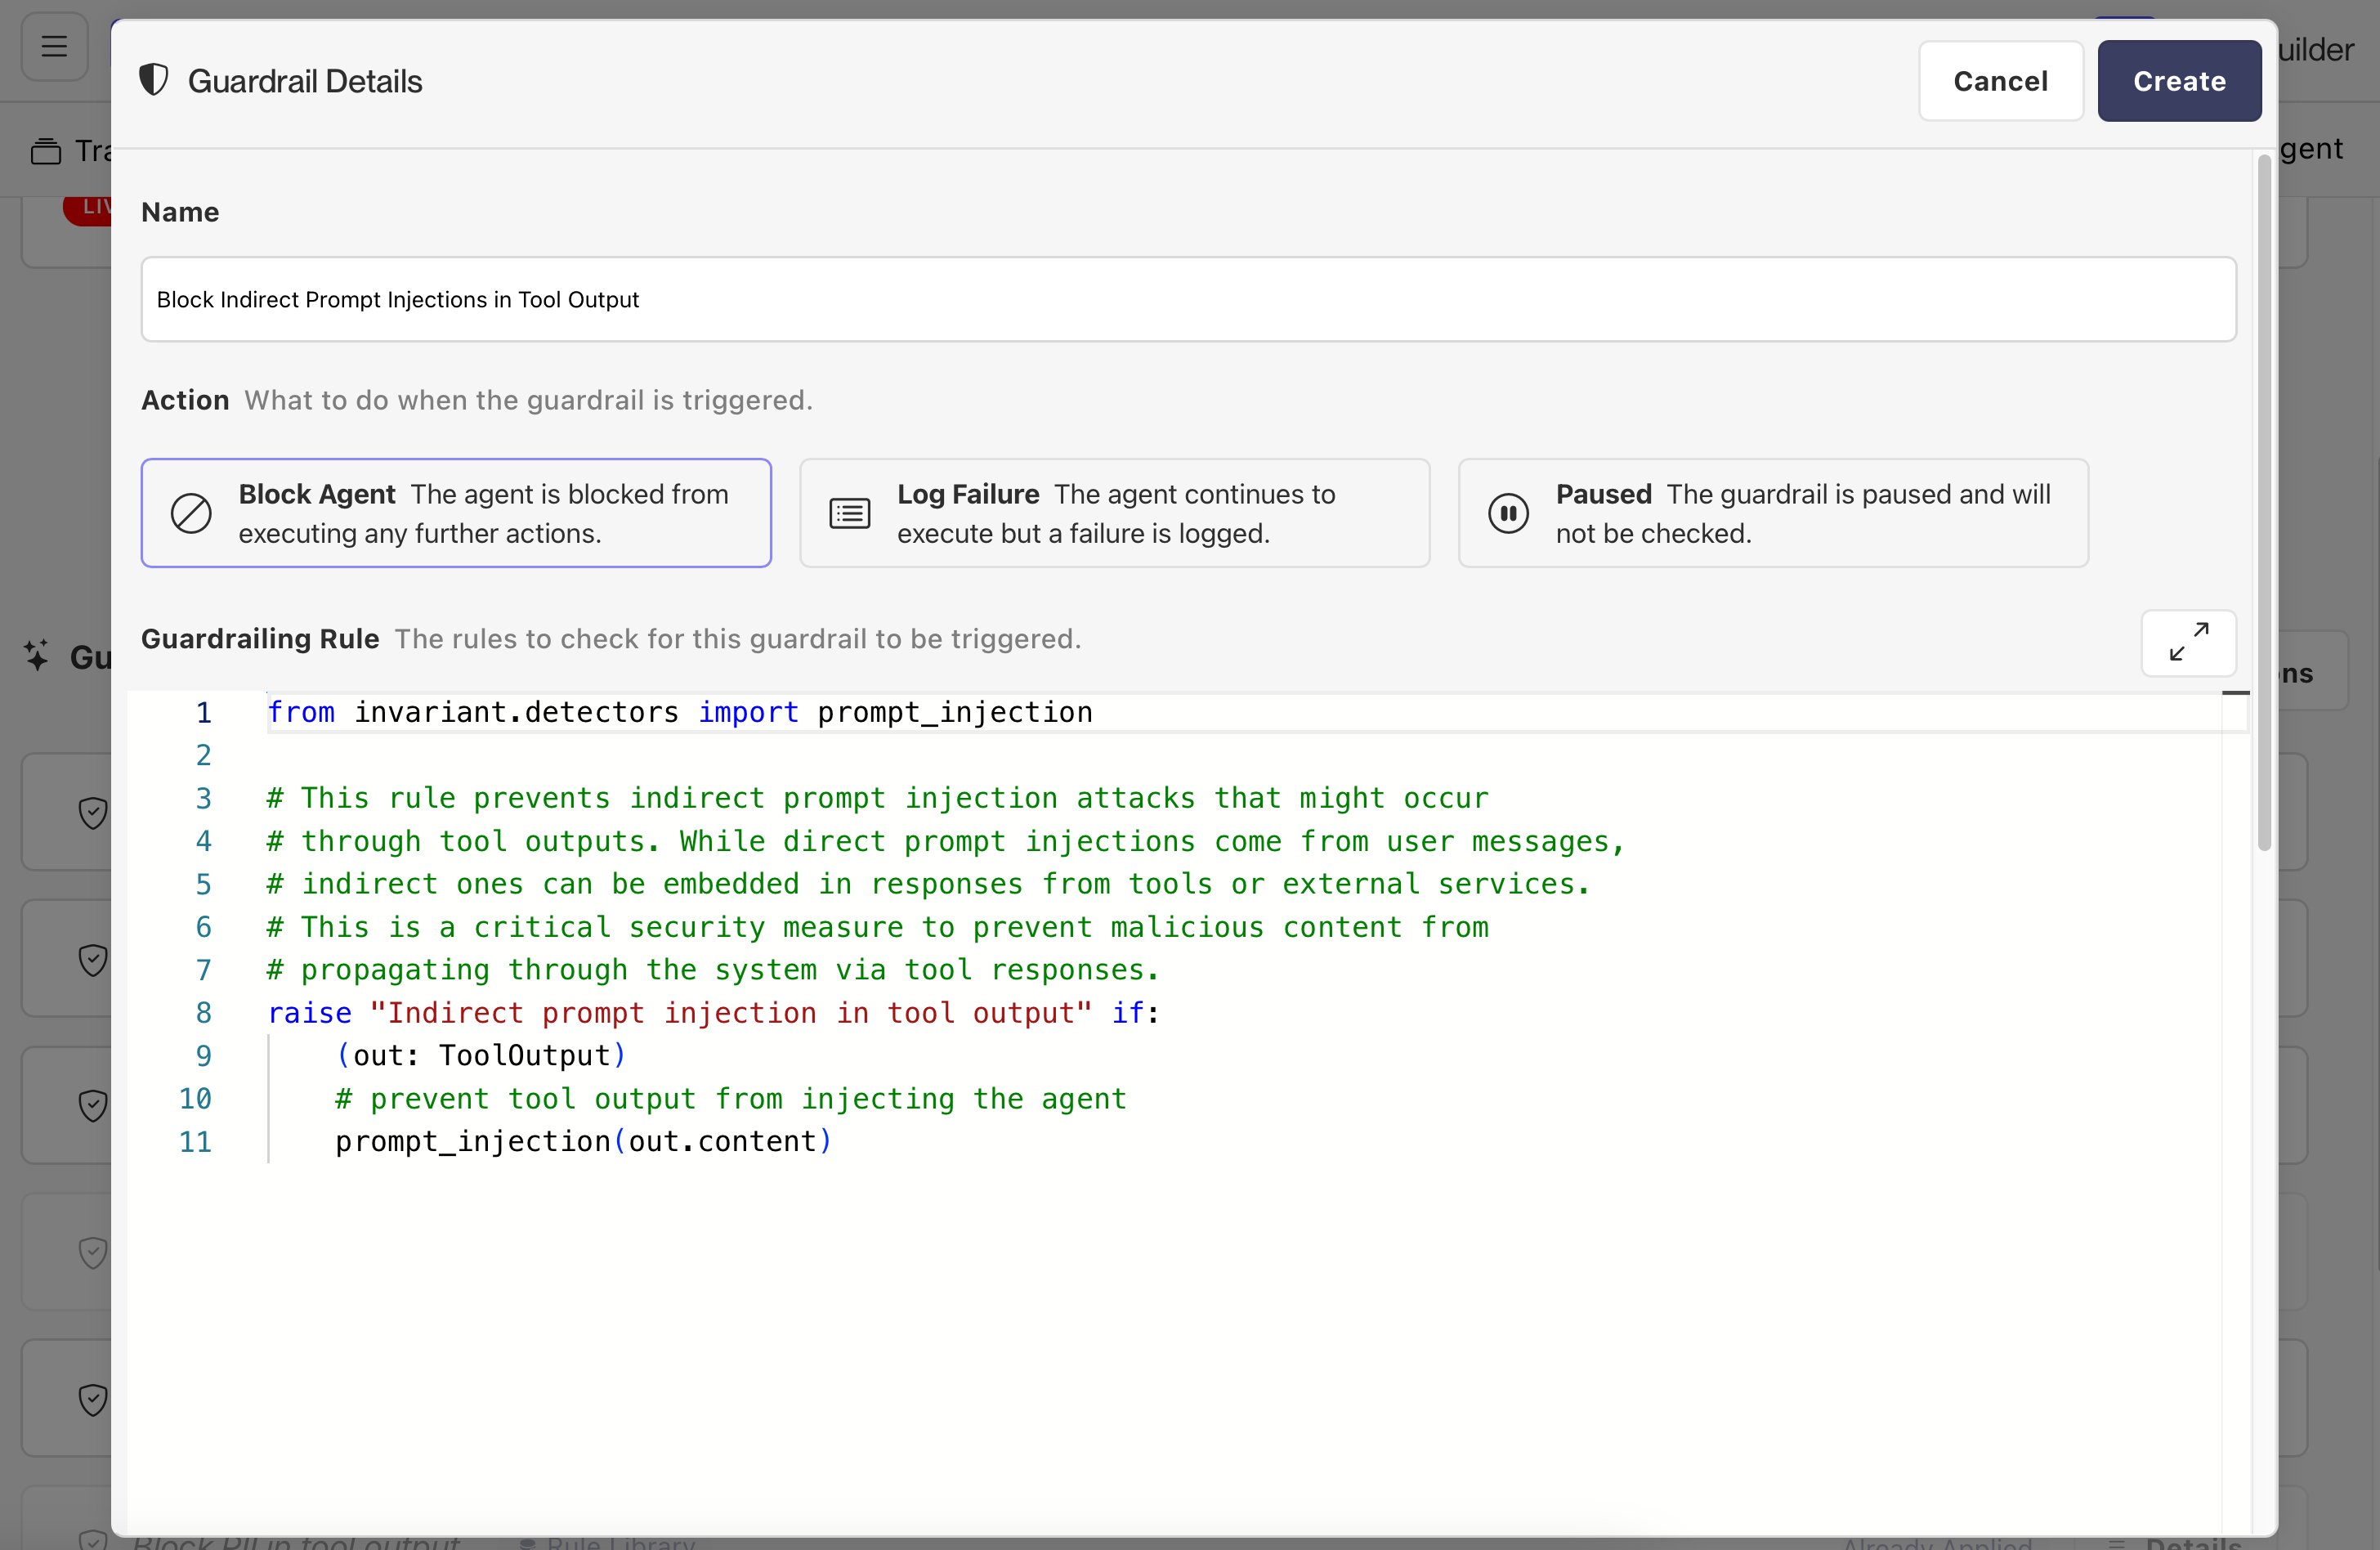 uilder
Guardrail Details
Cancel
Create
Tra
gent
LIV
Name
Block Indirect Prompt Injections in Tool Output
Action What to do when the guardrail is triggered.
Block Agent The agent is blocked from
executing any further actions.
Log Failure The agent continues to
execute but a failure is logged.
Paused The guardrail is paused and will
not be checked.
Guardrailing Rule The rules to check for this guardrail to be triggered.
Gu
ns
1 from invariant.detectors import prompt_injection
2
3 # This rule prevents indirect prompt injection attacks that might occur
4 # through tool outputs. While direct prompt injections come from user messages,
5 # indirect ones can be embedded in responses from tools or external services.
6 # This is a critical security measure to prevent malicious content from
7 # propagating through the system via tool responses.
8 raise "Indirect prompt injection in tool output" if:
9 (out: ToolOutput)
10 # prevent tool output from injecting the agent
11 prompt_injection(out.content)
Block PII in tool output Rule Library Already Applied Details